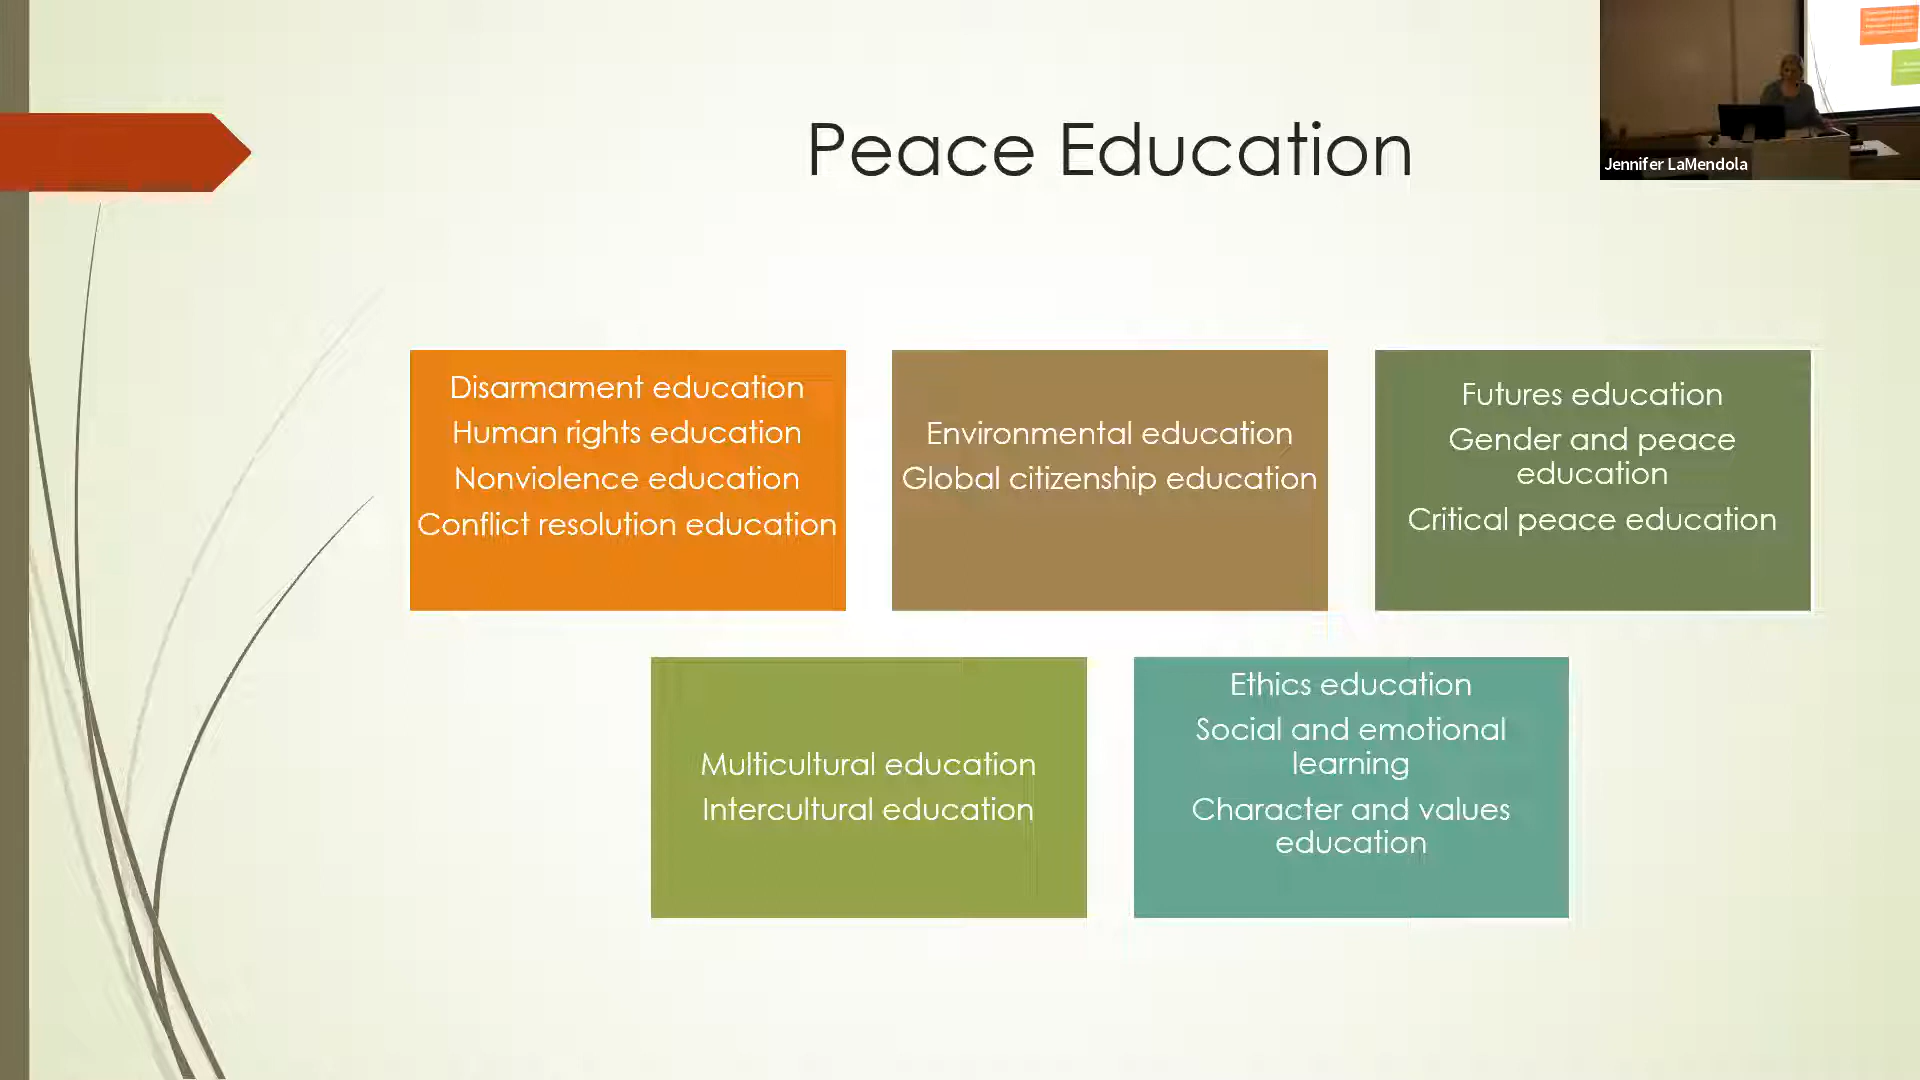 Peace Education
Jennifer LaMendola
Disarmament education
Human rights education
Nonviolence education
Conflict resolution education
Environmental education
Global citizenship education
Futures education
Gender and peace
education
Critical peace education
Multicultural education
Intercultural education
Ethics education
Social and emotional
learning
Character and values
education